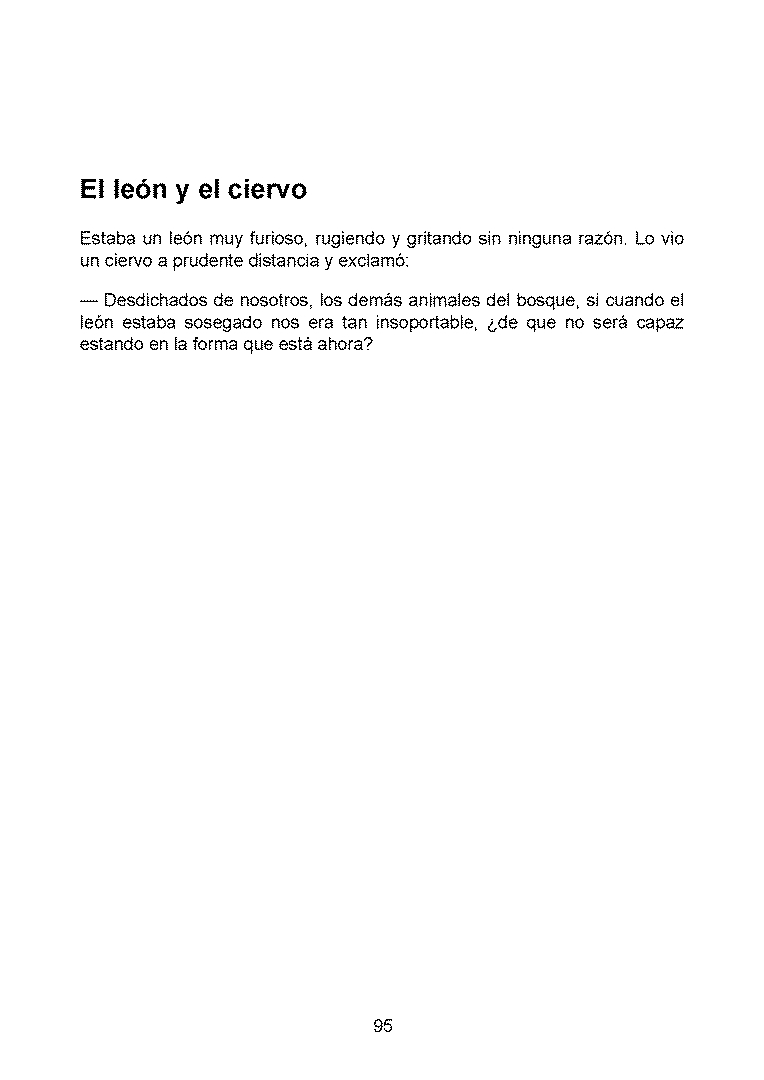 El león y el ciervo
Estaba un león muy furioso, rugiendo y gritando sin ninguna razón. Lo vio
un ciervo a prudente distancia y exclamó:
— Desdichados de nosotros, los demás animales del bosque, si cuando el
león estaba sosegado nos era tan insoportable, ¿de que no será capaz
estando en la forma que está ahora?
95